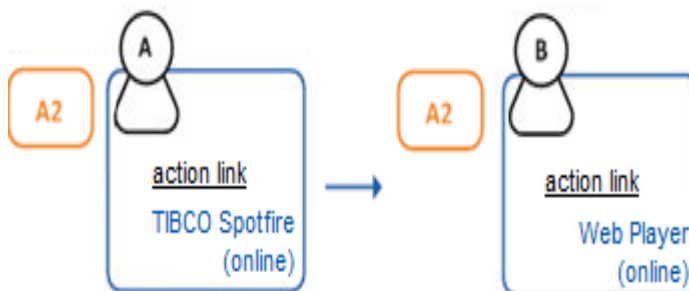 A
A2
action link
TIBCO Spotfire
(online)
B
A2
action link
Web Player
(online)